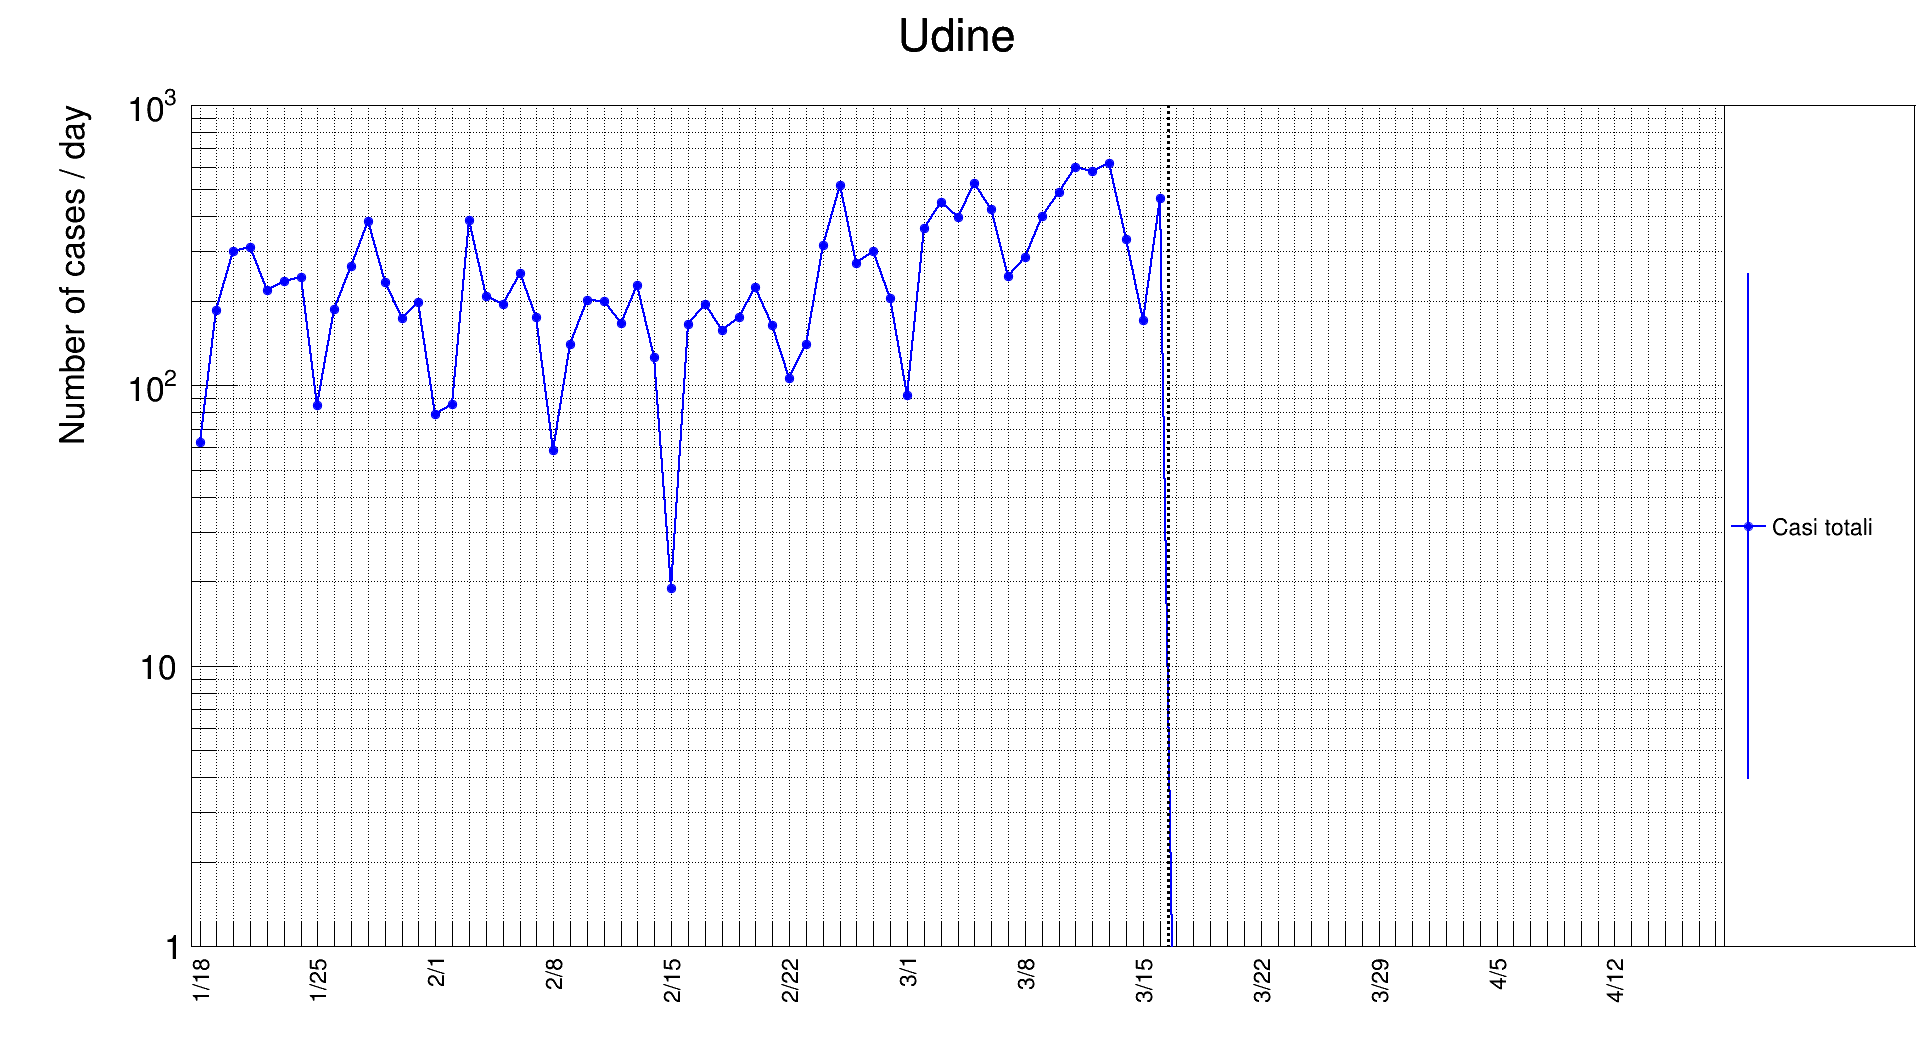 Udine
Number of cases / day
10³
10²
10
1
1/18 1/25 2/1 2/8 2/15 2/22 3/1 3/8 3/15 3/22 3/29 4/5 4/12
Casi totali